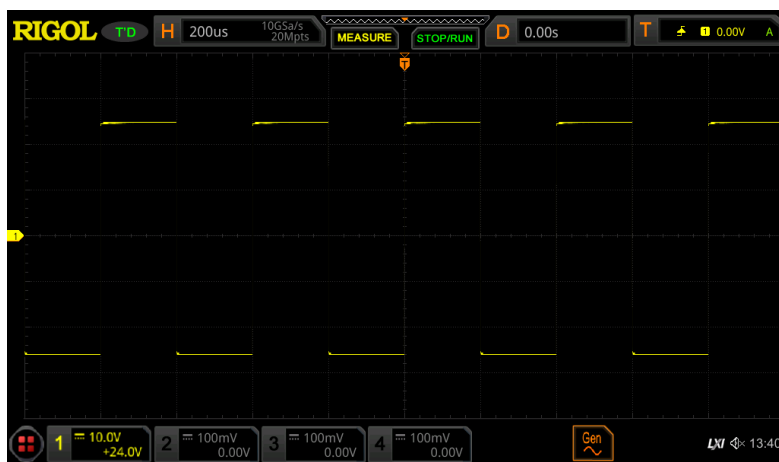 RIGOL T'D H 200us 10GSa/s 20Mpts MEASURE STOP/RUN D 0.00s T 1 0.00V A
T
1
1 10.0V +24.0V 2 100mV 0.00V 3 100mV 0.00V 4 100mV 0.00V Gen LXI 13:40